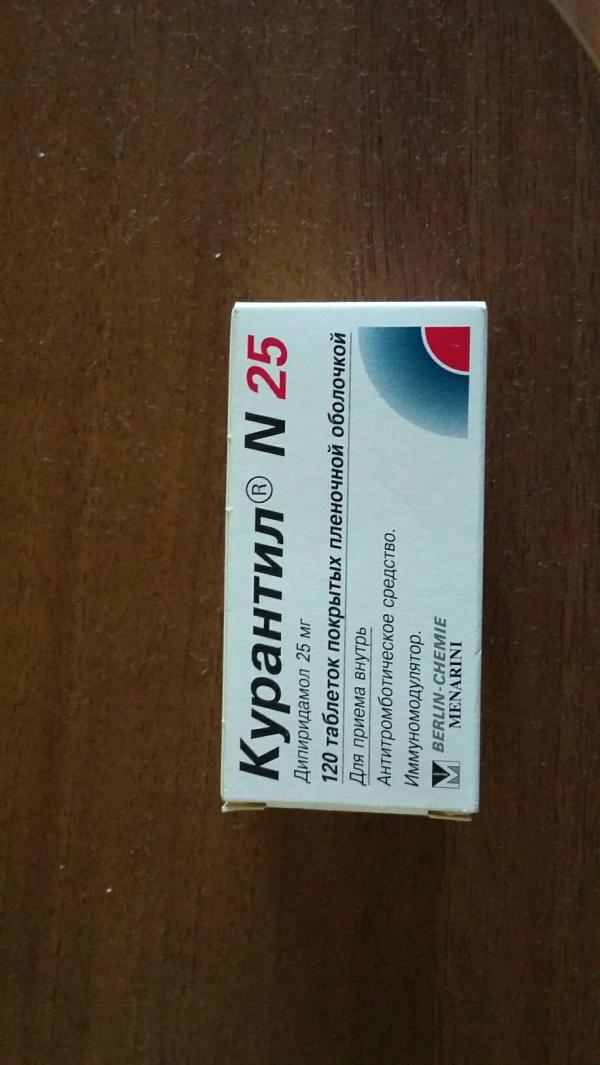 Курантил® N 25
Дипиридамол 25 мг
120 таблеток покрытых пленочной оболочкой
Для приема внутрь
Антитромботическое средство.
Иммуномодулятор.
BERLIN-CHEMIE
MENARINI